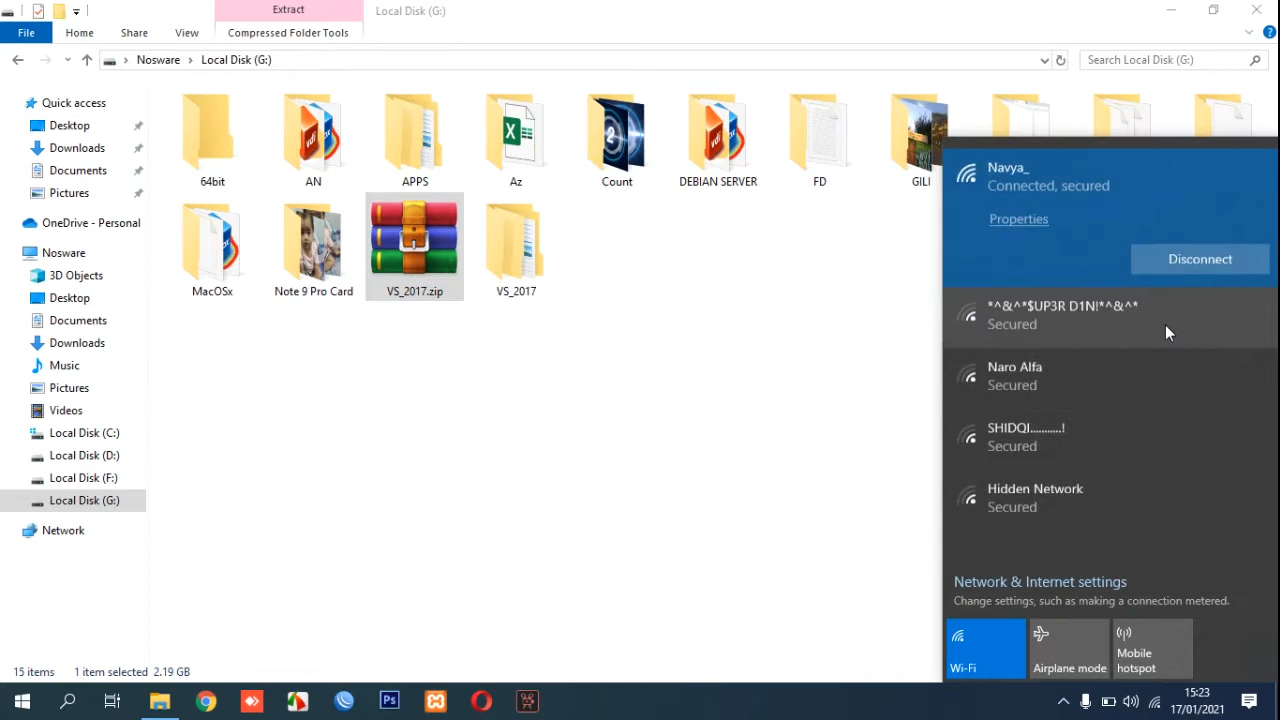 Extract
Local Disk (G:)
File
Home
Share
View
Compressed Folder Tools
Nosware
Local Disk (G:)
Search Local Disk (G:)
Quick access
Desktop
Downloads
Documents
Pictures
OneDrive - Personal
Nosware
3D Objects
Desktop
Documents
Downloads
Music
Pictures
Videos
Local Disk (C:)
Local Disk (D:)
Local Disk (F:)
Local Disk (G:)
Network
64bit
AN
APPS
Az
Count
DEBIAN SERVER
FD
GILI
MacOSx
Note 9 Pro Card
VS_2017.zip
VS_2017
Navya_
Connected, secured
Properties
Disconnect
*^&^*$UP3R D1N!*^&^*
Secured
Naro Alfa
Secured
SHIDQI...........!
Secured
Hidden Network
Secured
Network & Internet settings
Change settings, such as making a connection metered.
Wi-Fi
Airplane mode
Mobile
hotspot
15 items
1 item selected 2.19 GB
15:23
17/01/2021